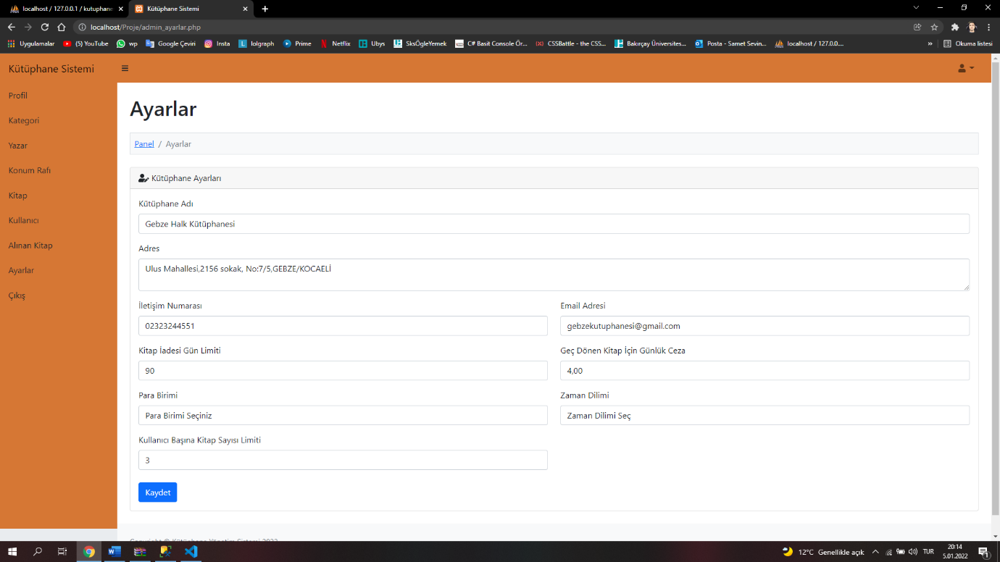 localhost / 127.0.0.1 / kutuphane
Kütüphane Sistemi
localhost/Proje/admin_ayarlar.php
Uygulamalar
(5) YouTube
wp
Google Çeviri
Insta
lolgraph
Prime
Netflix
Ubys
SksÖgleYemek
C# Basit Console Ör...
CSSBattle - the CSS...
Bakırçay Üniversites...
Posta - Samet Sevin...
localhost / 127.0.0....
Okuma listesi
Kütüphane Sistemi
Profil
Kategori
Yazar
Konum Rafı
Kitap
Kullanıcı
Alınan Kitap
Ayarlar
Çıkış
Ayarlar
Panel / Ayarlar
Kütüphane Ayarları
Kütüphane Adı
Gebze Halk Kütüphanesi
Adres
Ulus Mahallesi,2156 sokak, No:7/5,GEBZE/KOCAELİ
İletişim Numarası
02323244551
Email Adresi
gebzekutuphanesi@gmail.com
Kitap İadesi Gün Limiti
90
Geç Dönen Kitap İçin Günlük Ceza
4,00
Para Birimi
Para Birimi Seçiniz
Zaman Dilimi
Zaman Dilimi Seç
Kullanıcı Başına Kitap Sayısı Limiti
3
Kaydet
Copyright © Kütüphane Yönetim Sistemi 2022
12°C Genellikle açık
TUR
20:14
5.01.2022